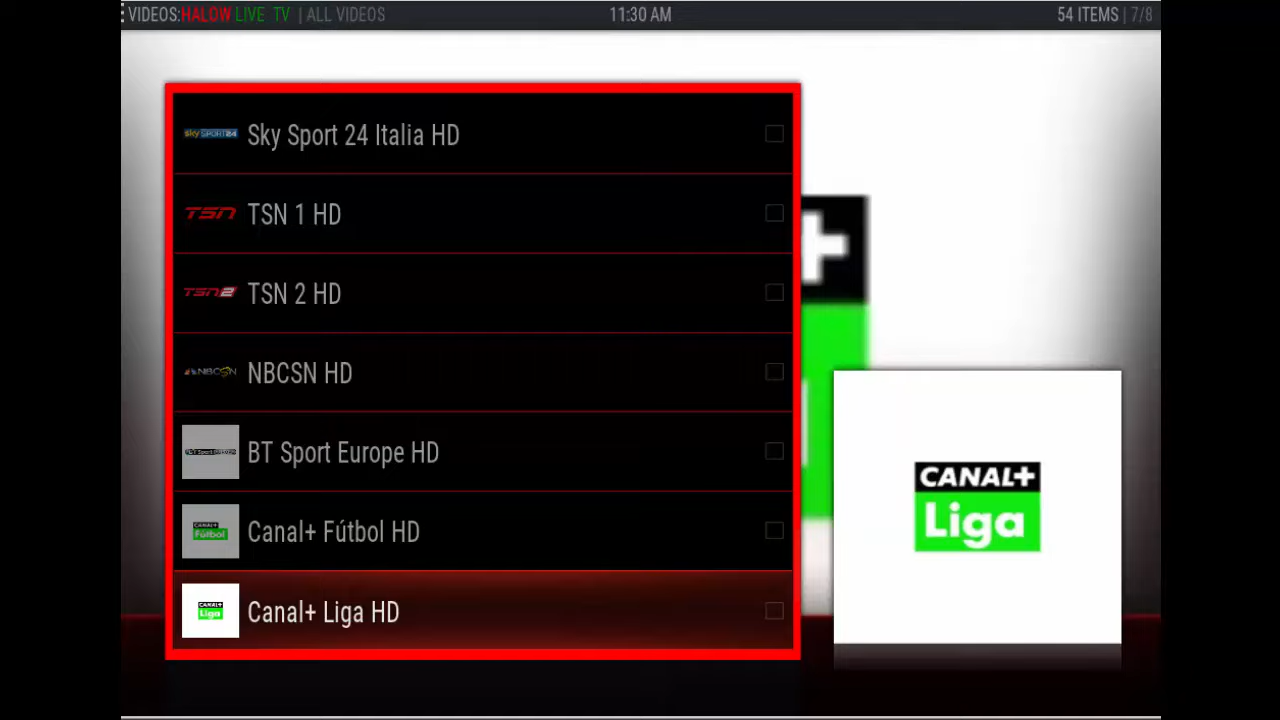 VIDEOS:HALOW LIVE TV | ALL VIDEOS
11:30 AM
54 ITEMS | 7/8
sky SPORT24
Sky Sport 24 Italia HD
TSN
TSN 1 HD
TSN2
TSN 2 HD
NBCSN
NBCSN HD
BT Sport Europe HD
CANAL+
Fútbol
Canal+ Fútbol HD
CANAL+
Liga
Canal+ Liga HD
CANAL+
Liga